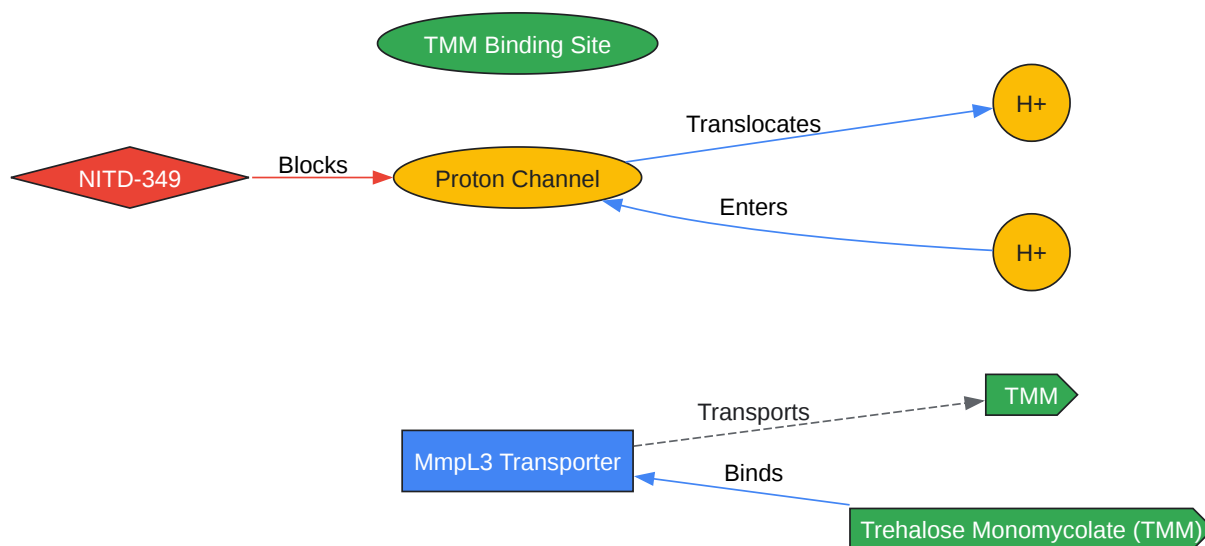 TMM Binding Site
H+
Translocates
Blocks
NITD-349
Proton Channel
Enters
H+
TMM
Transports
MmpL3 Transporter
Binds
Trehalose Monomycolate (TMM)